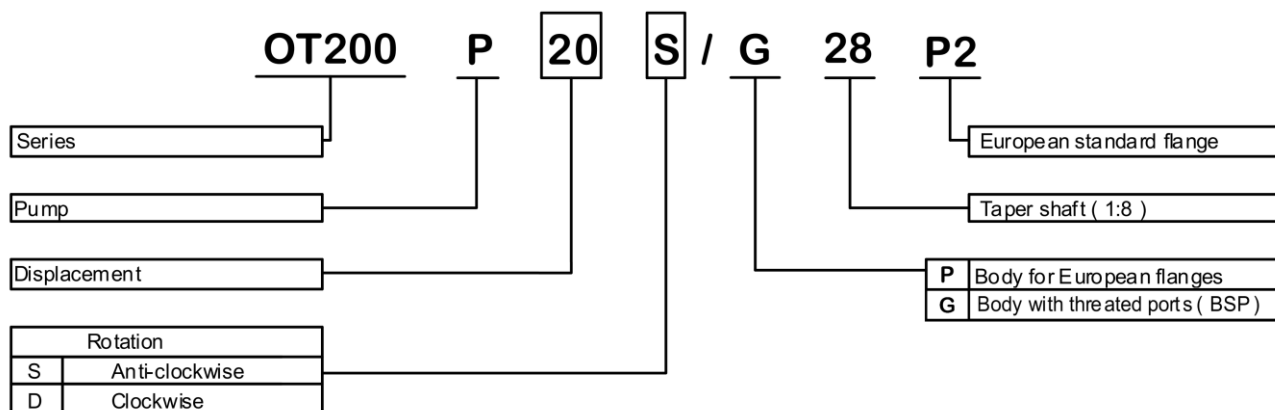 OT200 P 20 S / G 28 P2
Series
European standard flange
Pump
Taper shaft ( 1:8 )
Displacement
P Body for European flanges
G Body with threated ports ( BSP )
Rotation
S Anti-clockwise
D Clockwise